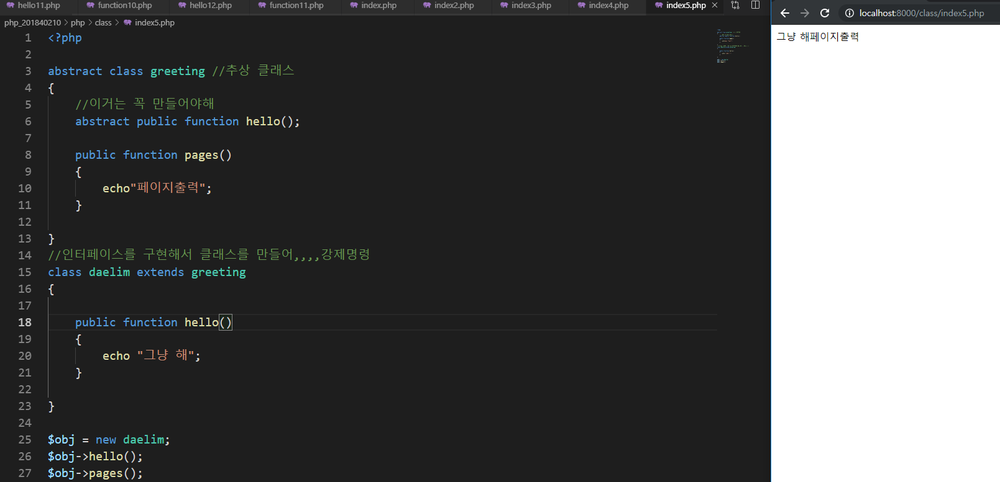 hello11.php function10.php hello12.php function11.php index.php index2.php index3.php index4.php index5.php
php_201840210 > php > class > index5.php
1 <?php
2
3 abstract class greeting //추상 클래스
4 {
5 //이거는 꼭 만들어야해
6 abstract public function hello();
7
8 public function pages()
9 {
10 echo"페이지출력";
11 }
12
13 }
14 //인터페이스를 구현해서 클래스를 만들어,,,,강제명령
15 class daelim extends greeting
16 {
17
18 public function hello()
19 {
20 echo "그냥 해";
21 }
22
23 }
24
25 $obj = new daelim;
26 $obj->hello();
27 $obj->pages();
localhost:8000/class/index5.php
그냥 해페이지출력